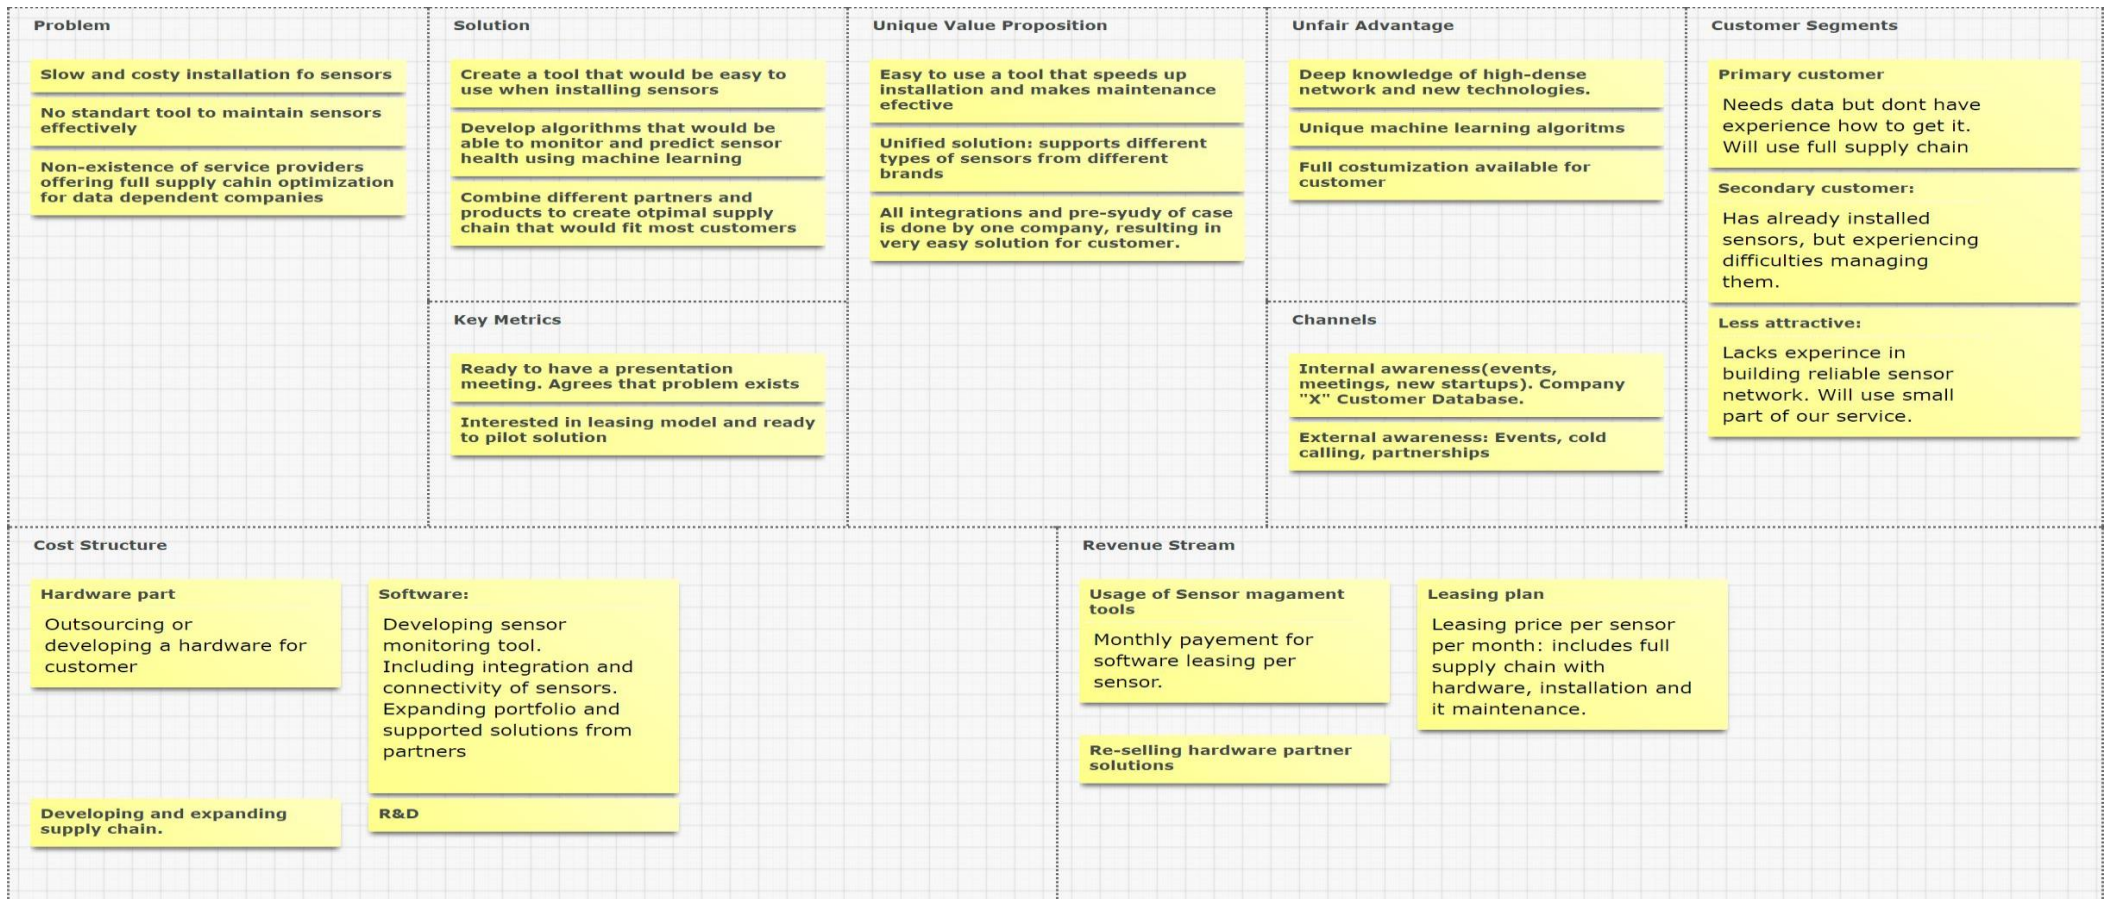 Problem
Slow and costy installation fo sensors
No standart tool to maintain sensors
effectively
Non-existence of service providers
offering full supply cahin optimization
for data dependent companies
Solution
Create a tool that would be easy to
use when installing sensors
Develop algorithms that would be
able to monitor and predict sensor
health using machine learning
Combine different partners and
products to create otpimal supply
chain that would fit most customers
Key Metrics
Ready to have a presentation
meeting. Agrees that problem exists
Interested in leasing model and ready
to pilot solution
Unique Value Proposition
Easy to use a tool that speeds up
installation and makes maintenance
efective
Unified solution: supports different
types of sensors from different
brands
All integrations and pre-syudy of case
is done by one company, resulting in
very easy solution for customer.
Unfair Advantage
Deep knowledge of high-dense
network and new technologies.
Unique machine learning algoritms
Full costumization available for
customer
Channels
Internal awareness(events,
meetings, new startups). Company
"X" Customer Database.
External awareness: Events, cold
calling, partnerships
Customer Segments
Primary customer
Needs data but dont have
experience how to get it.
Will use full supply chain
Secondary customer:
Has already installed
sensors, but experiencing
difficulties managing
them.
Less attractive:
Lacks experince in
building reliable sensor
network. Will use small
part of our service.
Cost Structure
Hardware part
Outsourcing or
developing a hardware for
customer
Software:
Developing sensor
monitoring tool.
Including integration and
connectivity of sensors.
Expanding portfolio and
supported solutions from
partners
Developing and expanding
supply chain.
R&D
Revenue Stream
Usage of Sensor magament
tools
Monthly payement for
software leasing per
sensor.
Leasing plan
Leasing price per sensor
per month: includes full
supply chain with
hardware, installation and
it maintenance.
Re-selling hardware partner
solutions